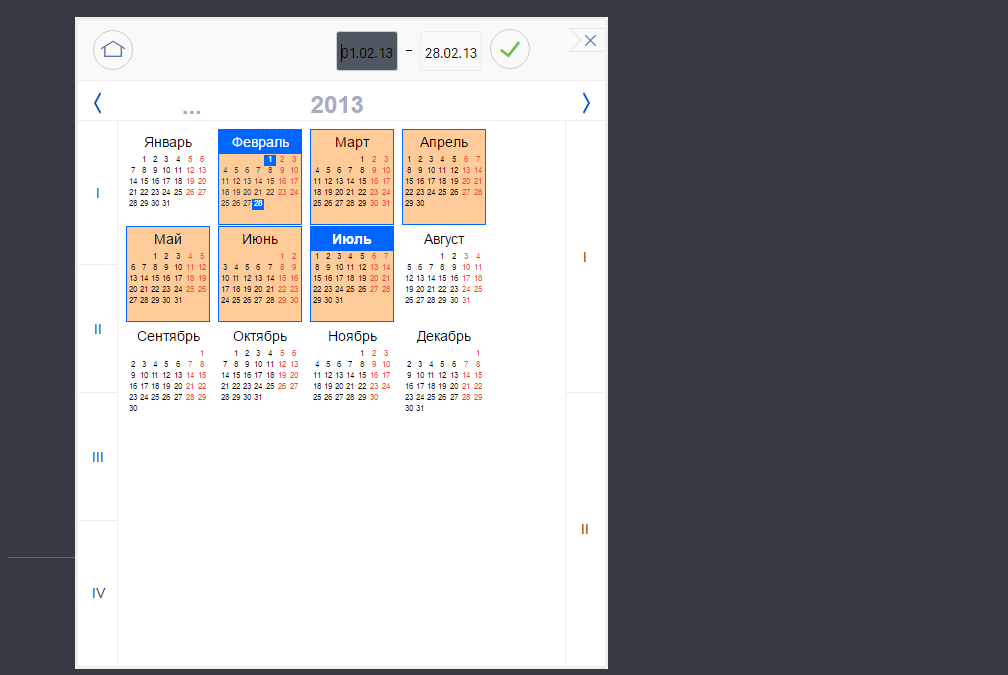 01.02.13 - 28.02.13
... 2013
I
II
III
IV
I
II
Январь
1 2 3 4 5 6
7 8 9 10 11 12 13
14 15 16 17 18 19 20
21 22 23 24 25 26 27
28 29 30 31
Февраль
1 2 3
4 5 6 7 8 9 10
11 12 13 14 15 16 17
18 19 20 21 22 23 24
25 26 27 28
Март
1 2 3
4 5 6 7 8 9 10
11 12 13 14 15 16 17
18 19 20 21 22 23 24
25 26 27 28 29 30 31
Апрель
1 2 3 4 5 6 7
8 9 10 11 12 13 14
15 16 17 18 19 20 21
22 23 24 25 26 27 28
29 30
Май
1 2 3 4 5
6 7 8 9 10 11 12
13 14 15 16 17 18 19
20 21 22 23 24 25 26
27 28 29 30 31
Июнь
1 2
3 4 5 6 7 8 9
10 11 12 13 14 15 16
17 18 19 20 21 22 23
24 25 26 27 28 29 30
Июль
1 2 3 4 5 6 7
8 9 10 11 12 13 14
15 16 17 18 19 20 21
22 23 24 25 26 27 28
29 30 31
Август
1 2 3 4
5 6 7 8 9 10 11
12 13 14 15 16 17 18
19 20 21 22 23 24 25
26 27 28 29 30 31
Сентябрь
1
2 3 4 5 6 7 8
9 10 11 12 13 14 15
16 17 18 19 20 21 22
23 24 25 26 27 28 29
30
Октябрь
1 2 3 4 5 6
7 8 9 10 11 12 13
14 15 16 17 18 19 20
21 22 23 24 25 26 27
28 29 30 31
Ноябрь
1 2 3
4 5 6 7 8 9 10
11 12 13 14 15 16 17
18 19 20 21 22 23 24
25 26 27 28 29 30
Декабрь
1
2 3 4 5 6 7 8
9 10 11 12 13 14 15
16 17 18 19 20 21 22
23 24 25 26 27 28 29
30 31